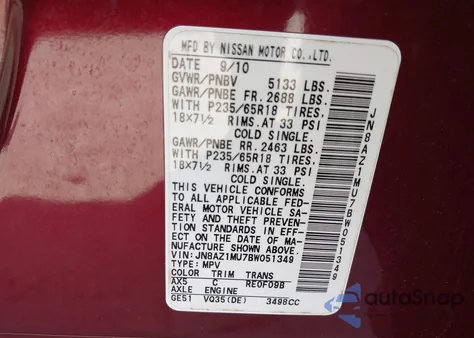 MFD BY NISSAN MOTOR CO.,LTD.
DATE 9/10
GVWR/PNBV 5133 LBS.
GAWR/PNBE FR. 2688 LBS.
WITH P235/65R18 TIRES.
18x7½ RIMS.AT 33 PSI
COLD SINGLE.
GAWR/PNBE RR. 2463 LBS.
WITH P235/65R18 TIRES.
18x7½ RIMS.AT 33 PSI
COLD SINGLE.
THIS VEHICLE CONFORMS
TO ALL APPLICABLE FED-
ERAL MOTOR VEHICLE SA-
FETY AND THEFT PREVEN-
TION STANDARDS IN EFFE-
CT ON THE DATE OF MA-
NUFACTURE SHOWN ABOVE.
VIN:JN8AZ1MU7BW051349
TYPE:MPV
COLOR TRIM TRANS
AX5 C RE0F09B
AXLE ENGINE
GE51 VQ35(DE) 3498CC
JN8AZ1MU7BW051349
AutoSnap